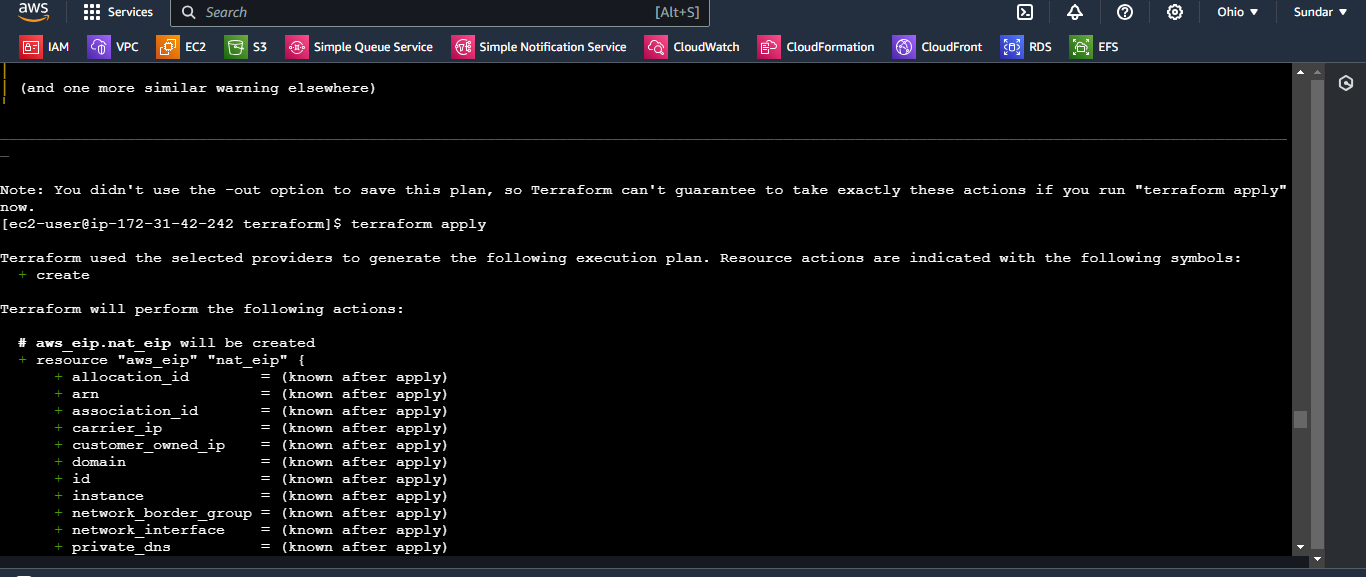 aws Services Search [Alt+S] Ohio ▼ Sundar ▼
IAM VPC EC2 S3 Simple Queue Service Simple Notification Service CloudWatch CloudFormation CloudFront RDS EFS
(and one more similar warning elsewhere)
Note: You didn't use the -out option to save this plan, so Terraform can't guarantee to take exactly these actions if you run "terraform apply"
now.
[ec2-user@ip-172-31-42-242 terraform]$ terraform apply
Terraform used the selected providers to generate the following execution plan. Resource actions are indicated with the following symbols:
+ create
Terraform will perform the following actions:
# aws_eip.nat_eip will be created
+ resource "aws_eip" "nat_eip" {
+ allocation_id = (known after apply)
+ arn = (known after apply)
+ association_id = (known after apply)
+ carrier_ip = (known after apply)
+ customer_owned_ip = (known after apply)
+ domain = (known after apply)
+ id = (known after apply)
+ instance = (known after apply)
+ network_border_group = (known after apply)
+ network_interface = (known after apply)
+ private_dns = (known after apply)